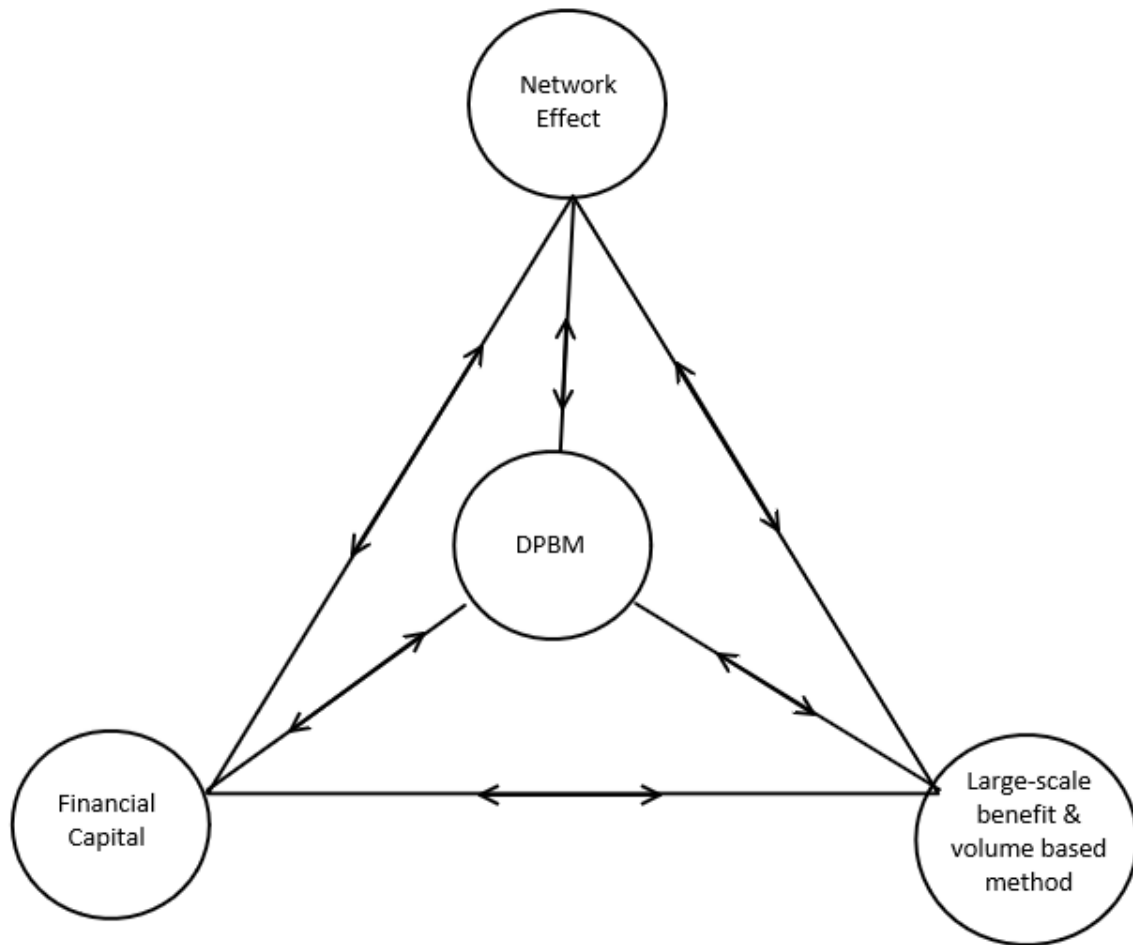 Network
Effect
DPBM
Financial
Capital
Large-scale
benefit &
volume based
method